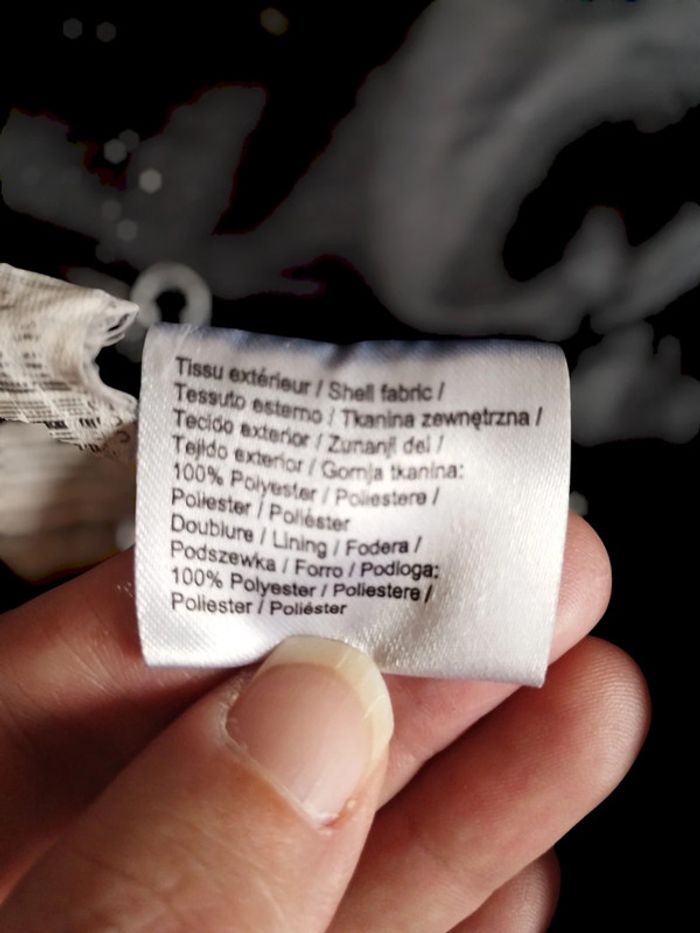 Tissu extérieur / Shell fabric /
Tessuto esterno / Tkanina zewnętrzna /
Tecido exterior / Zunanji del /
Tejido exterior / Gornja tkanina:
100% Polyester / Poliestere /
Poliester / Poliéster
Doublure / Lining / Fodera /
Podszewka / Forro / Podloga:
100% Polyester / Poliestere /
Poliester / Poliéster